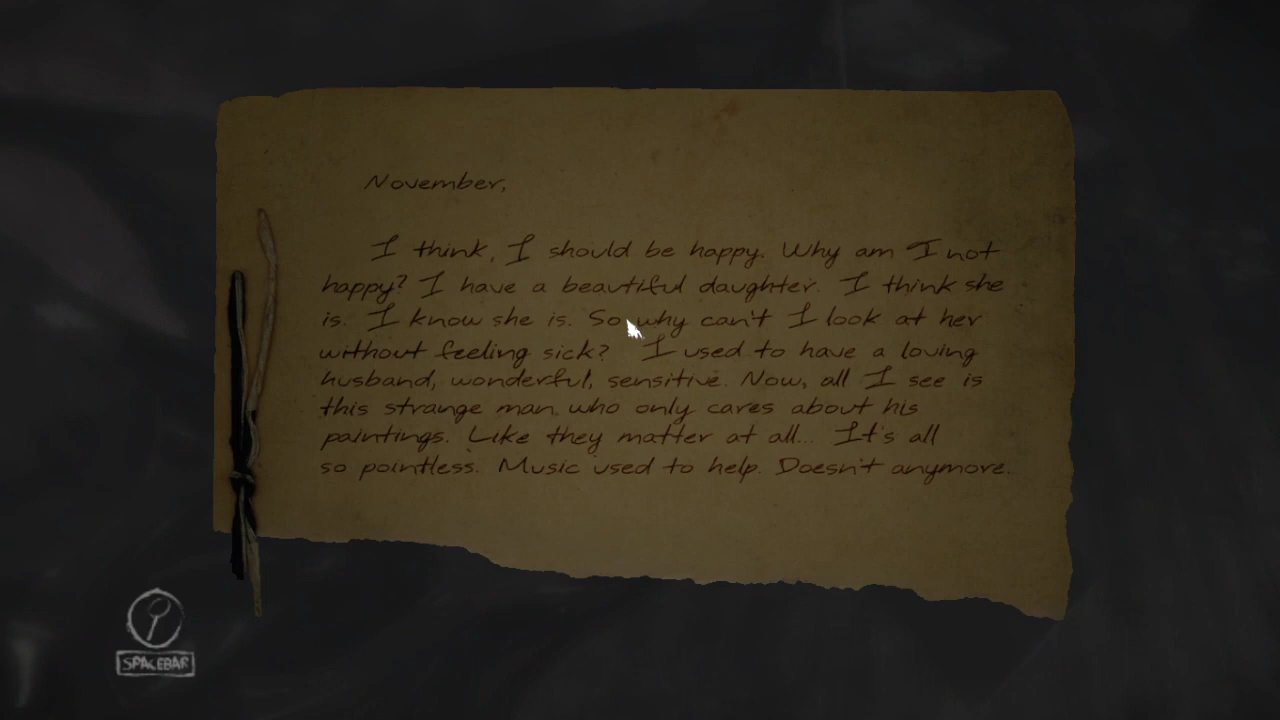 November,
I think, I should be happy. Why am I not
happy? I have a beautiful daughter. I think she
is. I know she is. So why can't I look at her
without feeling sick? I used to have a loving
husband, wonderful, sensitive. Now, all I see is
this strange man who only cares about his
paintings. Like they matter at all... It's all
so pointless. Music used to help. Doesn't anymore.
SPACEBAR